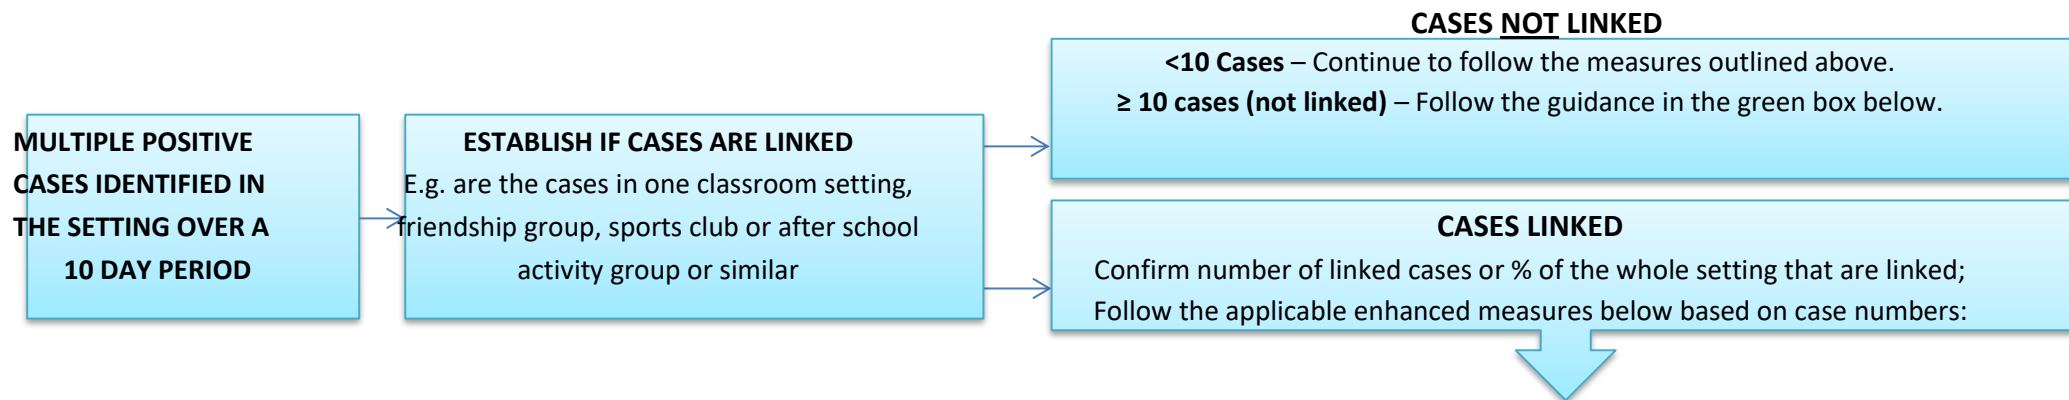 MULTIPLE POSITIVE
CASES IDENTIFIED IN
THE SETTING OVER A
10 DAY PERIOD
ESTABLISH IF CASES ARE LINKED
E.g. are the cases in one classroom setting,
friendship group, sports club or after school
activity group or similar
CASES NOT LINKED
<10 Cases – Continue to follow the measures outlined above.
≥ 10 cases (not linked) – Follow the guidance in the green box below.
CASES LINKED
Confirm number of linked cases or % of the whole setting that are linked;
Follow the applicable enhanced measures below based on case numbers: